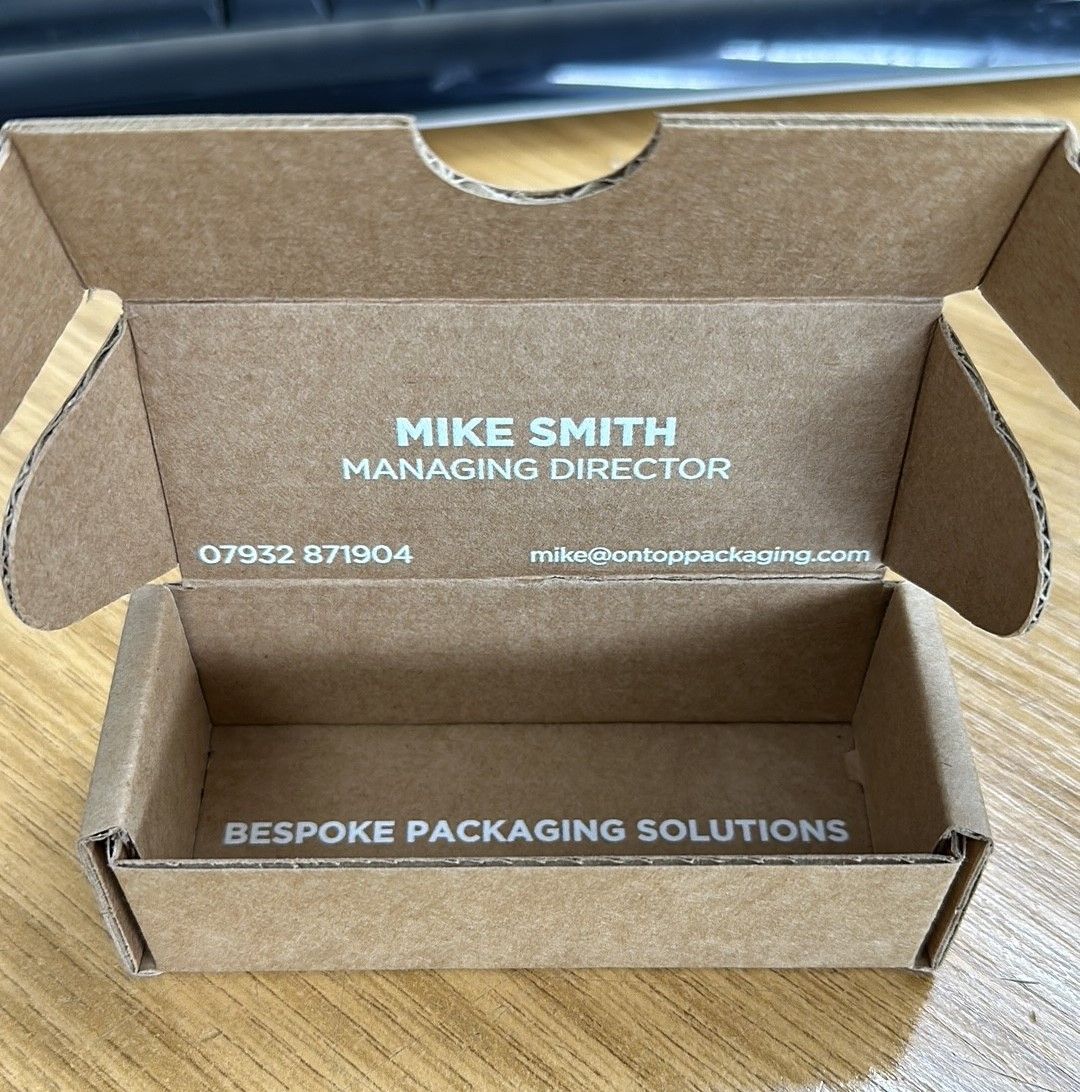 MIKE SMITH
MANAGING DIRECTOR
07932 871904 mike@ontoppackaging.com
BESPOKE PACKAGING SOLUTIONS